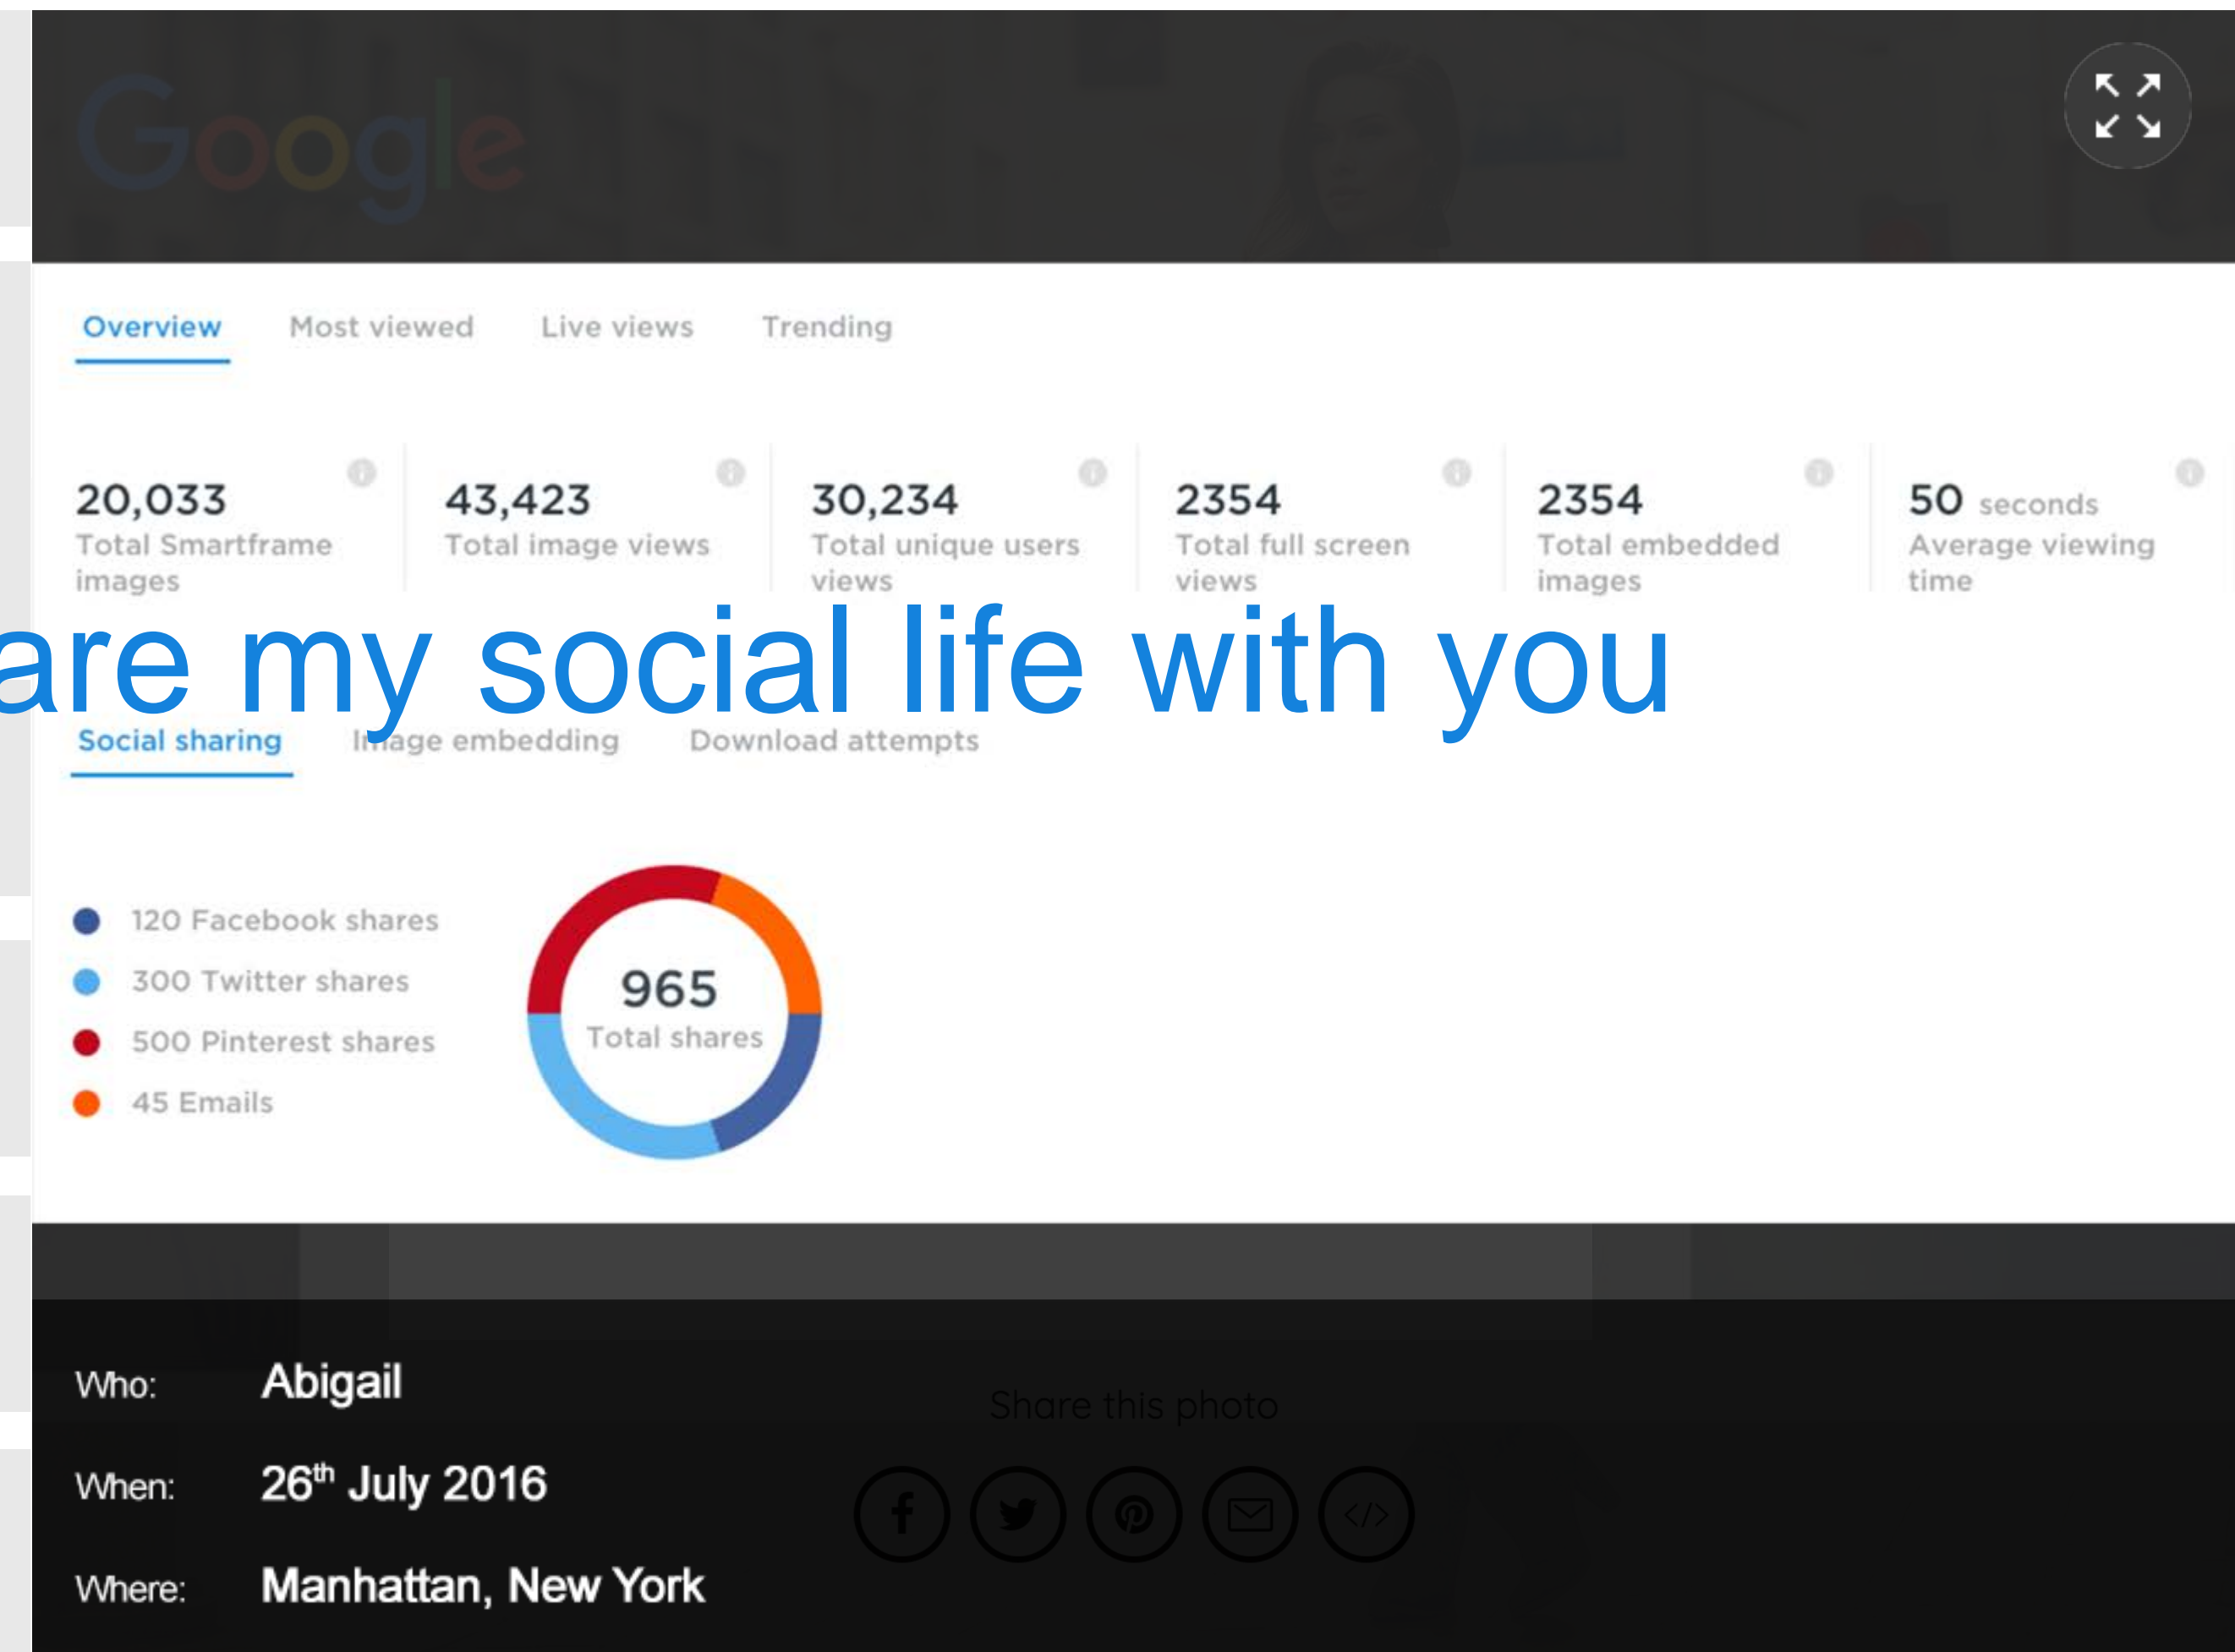 Google
Overview Most viewed Live views Trending
20,033
Total Smartframe
images
43,423
Total image views
30,234
Total unique users
views
2354
Total full screen
views
2354
Total embedded
images
50 seconds
Average viewing
time
are my social life with you
Social sharing Image embedding Download attempts
120 Facebook shares
300 Twitter shares
500 Pinterest shares
45 Emails
965
Total shares
Who: Abigail
When: 26th July 2016
Where: Manhattan, New York
Share this photo